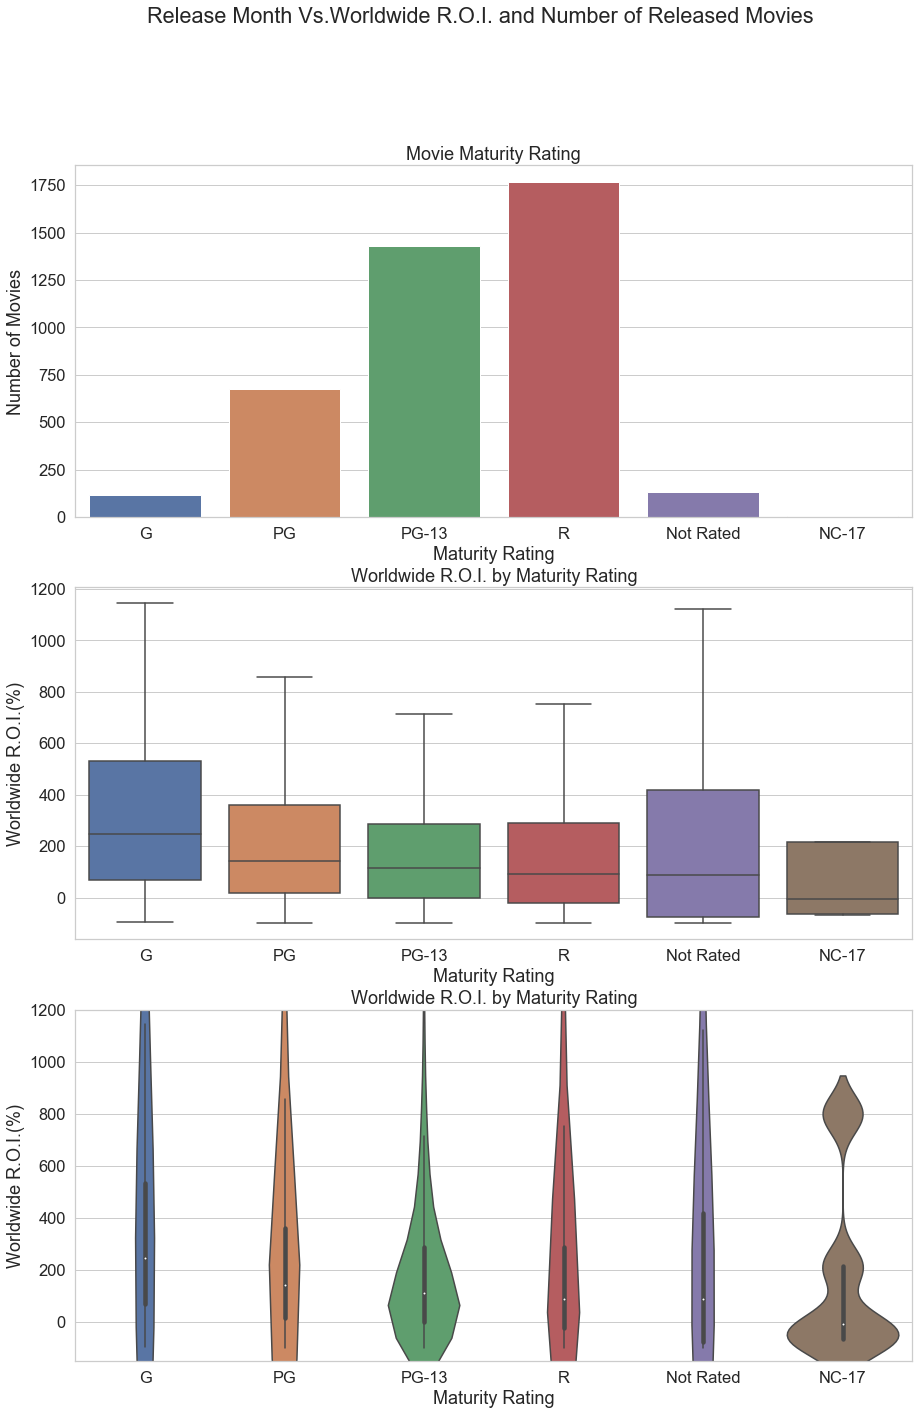 Release Month Vs.Worldwide R.O.I. and Number of Released Movies
Movie Maturity Rating
Number of Movies
1750
1500
1250
1000
750
500
250
0
G PG PG-13 R Not Rated NC-17
Maturity Rating
Worldwide R.O.I. by Maturity Rating
Worldwide R.O.I.(%)
1200
1000
800
600
400
200
0
G PG PG-13 R Not Rated NC-17
Maturity Rating
Worldwide R.O.I. by Maturity Rating
Worldwide R.O.I.(%)
1200
1000
800
600
400
200
0
G PG PG-13 R Not Rated NC-17
Maturity Rating